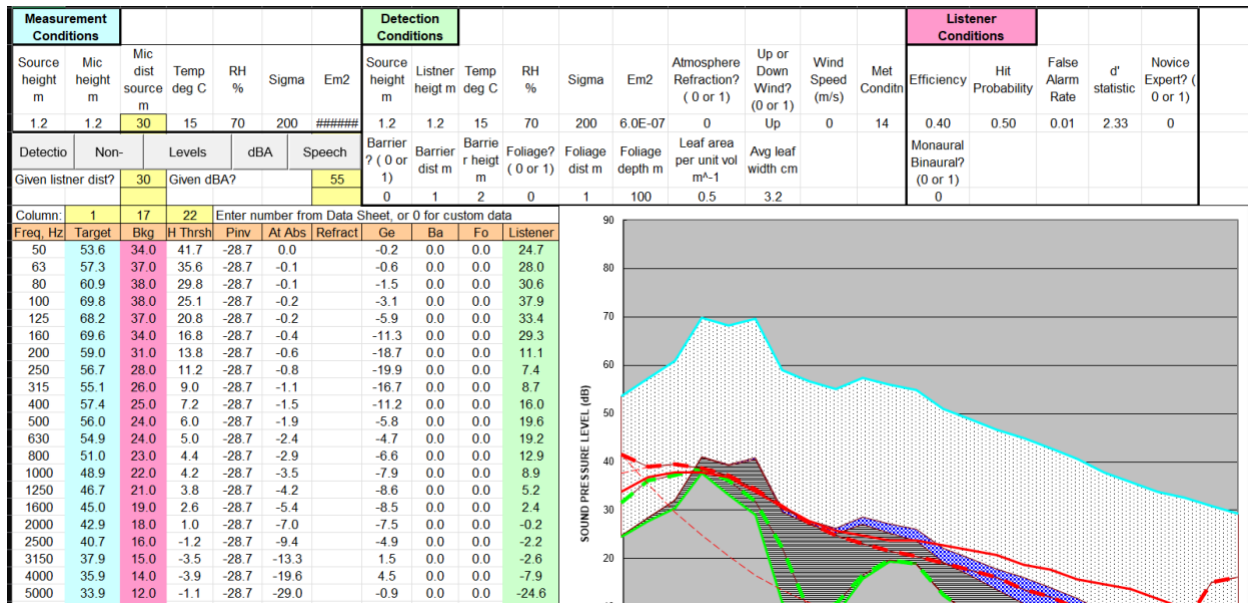 Measurement Conditions Detection Conditions Listener Conditions
Source height m Mic height m Mic dist source m Temp deg C RH % Sigma Em2 Source height m Listner heigt m Temp deg C RH % Sigma Em2 Atmosphere Refraction? ( 0 or 1) Up or Down Wind? (0 or 1) Wind Speed (m/s) Met Conditn Efficiency Hit Probability False Alarm Rate d' statistic Novice Expert? ( 0 or 1)
1.2 1.2 30 15 70 200 ###### 1.2 1.2 15 70 200 6.0E-07 0 Up 0 14 0.40 0.50 0.01 2.33 0
Detectio Non- Levels dBA Speech Barrier ? ( 0 or 1) Barrier dist m Barrie r heigt m Foliage? ( 0 or 1) Foliage dist m Foliage depth m Leaf area per unit vol m^-1 Avg leaf width cm Monaural Binaural? (0 or 1)
Given listner dist? 30 Given dBA? 55
0 1 2 0 1 100 0.5 3.2 0
Column: 1 17 22 Enter number from Data Sheet, or 0 for custom data
Freq, Hz Target Bkg H Thrsh Pinv At Abs Refract Ge Ba Fo Listener
50 53.6 34.0 41.7 -28.7 0.0 -0.2 0.0 0.0 24.7
63 57.3 37.0 35.6 -28.7 -0.1 -0.6 0.0 0.0 28.0
80 60.9 38.0 29.8 -28.7 -0.1 -1.5 0.0 0.0 30.6
100 69.8 38.0 25.1 -28.7 -0.2 -3.1 0.0 0.0 37.9
125 68.2 37.0 20.8 -28.7 -0.2 -5.9 0.0 0.0 33.4
160 69.6 34.0 16.8 -28.7 -0.4 -11.3 0.0 0.0 29.3
200 59.0 31.0 13.8 -28.7 -0.6 -18.7 0.0 0.0 11.1
250 56.7 28.0 11.2 -28.7 -0.8 -19.9 0.0 0.0 7.4
315 55.1 26.0 9.0 -28.7 -1.1 -16.7 0.0 0.0 8.7
400 57.4 25.0 7.2 -28.7 -1.5 -11.2 0.0 0.0 16.0
500 56.0 24.0 6.0 -28.7 -1.9 -5.8 0.0 0.0 19.6
630 54.9 24.0 5.0 -28.7 -2.4 -4.7 0.0 0.0 19.2
800 51.0 23.0 4.4 -28.7 -2.9 -6.6 0.0 0.0 12.9
1000 48.9 22.0 4.2 -28.7 -3.5 -7.9 0.0 0.0 8.9
1250 46.7 21.0 3.8 -28.7 -4.2 -8.6 0.0 0.0 5.2
1600 45.0 19.0 2.6 -28.7 -5.4 -8.5 0.0 0.0 2.4
2000 42.9 18.0 1.0 -28.7 -7.0 -7.5 0.0 0.0 -0.2
2500 40.7 16.0 -1.2 -28.7 -9.4 -4.9 0.0 0.0 -2.2
3150 37.9 15.0 -3.5 -28.7 -13.3 1.5 0.0 0.0 -2.6
4000 35.9 14.0 -3.9 -28.7 -19.6 4.5 0.0 0.0 -7.9
5000 33.9 12.0 -1.1 -28.7 -29.0 -0.9 0.0 0.0 -24.6
SOUND PRESSURE LEVEL (dB)
90
80
70
60
50
40
30
20